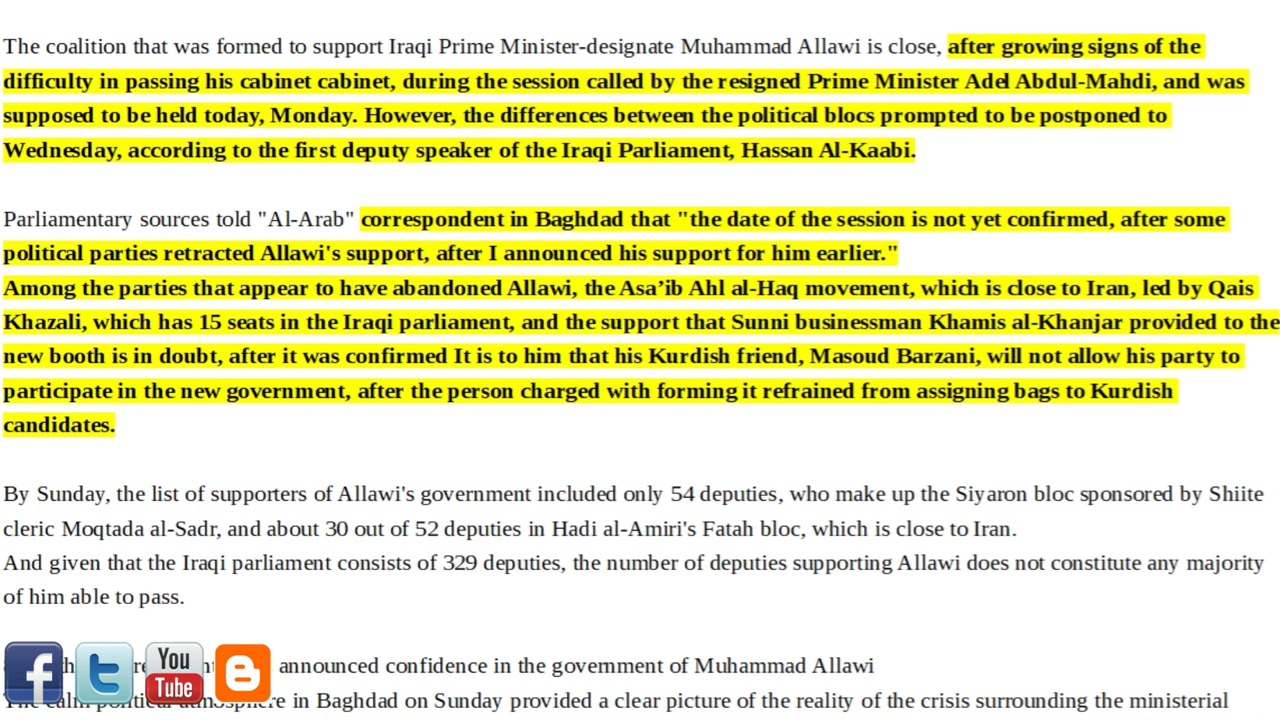 The coalition that was formed to support Iraqi Prime Minister-designate Muhammad Allawi is close, after growing signs of the
difficulty in passing his cabinet cabinet, during the session called by the resigned Prime Minister Adel Abdul-Mahdi, and was
supposed to be held today, Monday. However, the differences between the political blocs prompted to be postponed to
Wednesday, according to the first deputy speaker of the Iraqi Parliament, Hassan Al-Kaabi.
Parliamentary sources told "Al-Arab" correspondent in Baghdad that "the date of the session is not yet confirmed, after some
political parties retracted Allawi's support, after I announced his support for him earlier."
Among the parties that appear to have abandoned Allawi, the Asa’ib Ahl al-Haq movement, which is close to Iran, led by Qais
Khazali, which has 15 seats in the Iraqi parliament, and the support that Sunni businessman Khamis al-Khanjar provided to the
new booth is in doubt, after it was confirmed It is to him that his Kurdish friend, Masoud Barzani, will not allow his party to
participate in the new government, after the person charged with forming it refrained from assigning bags to Kurdish
candidates.
By Sunday, the list of supporters of Allawi's government included only 54 deputies, who make up the Siyaron bloc sponsored by Shiite
cleric Moqtada al-Sadr, and about 30 out of 52 deputies in Hadi al-Amiri's Fatah bloc, which is close to Iran.
And given that the Iraqi parliament consists of 329 deputies, the number of deputies supporting Allawi does not constitute any majority
of him able to pass.
You
Tube
announced confidence in the government of Muhammad Allawi
in Baghdad on Sunday provided a clear picture of the reality of the crisis surrounding the ministerial